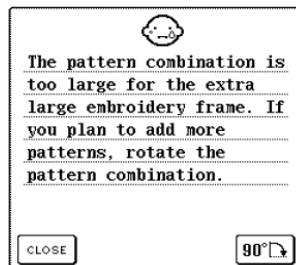 The pattern combination is
too large for the extra
large embroidery frame. If
you plan to add more
patterns, rotate the
pattern combination.
CLOSE
90°